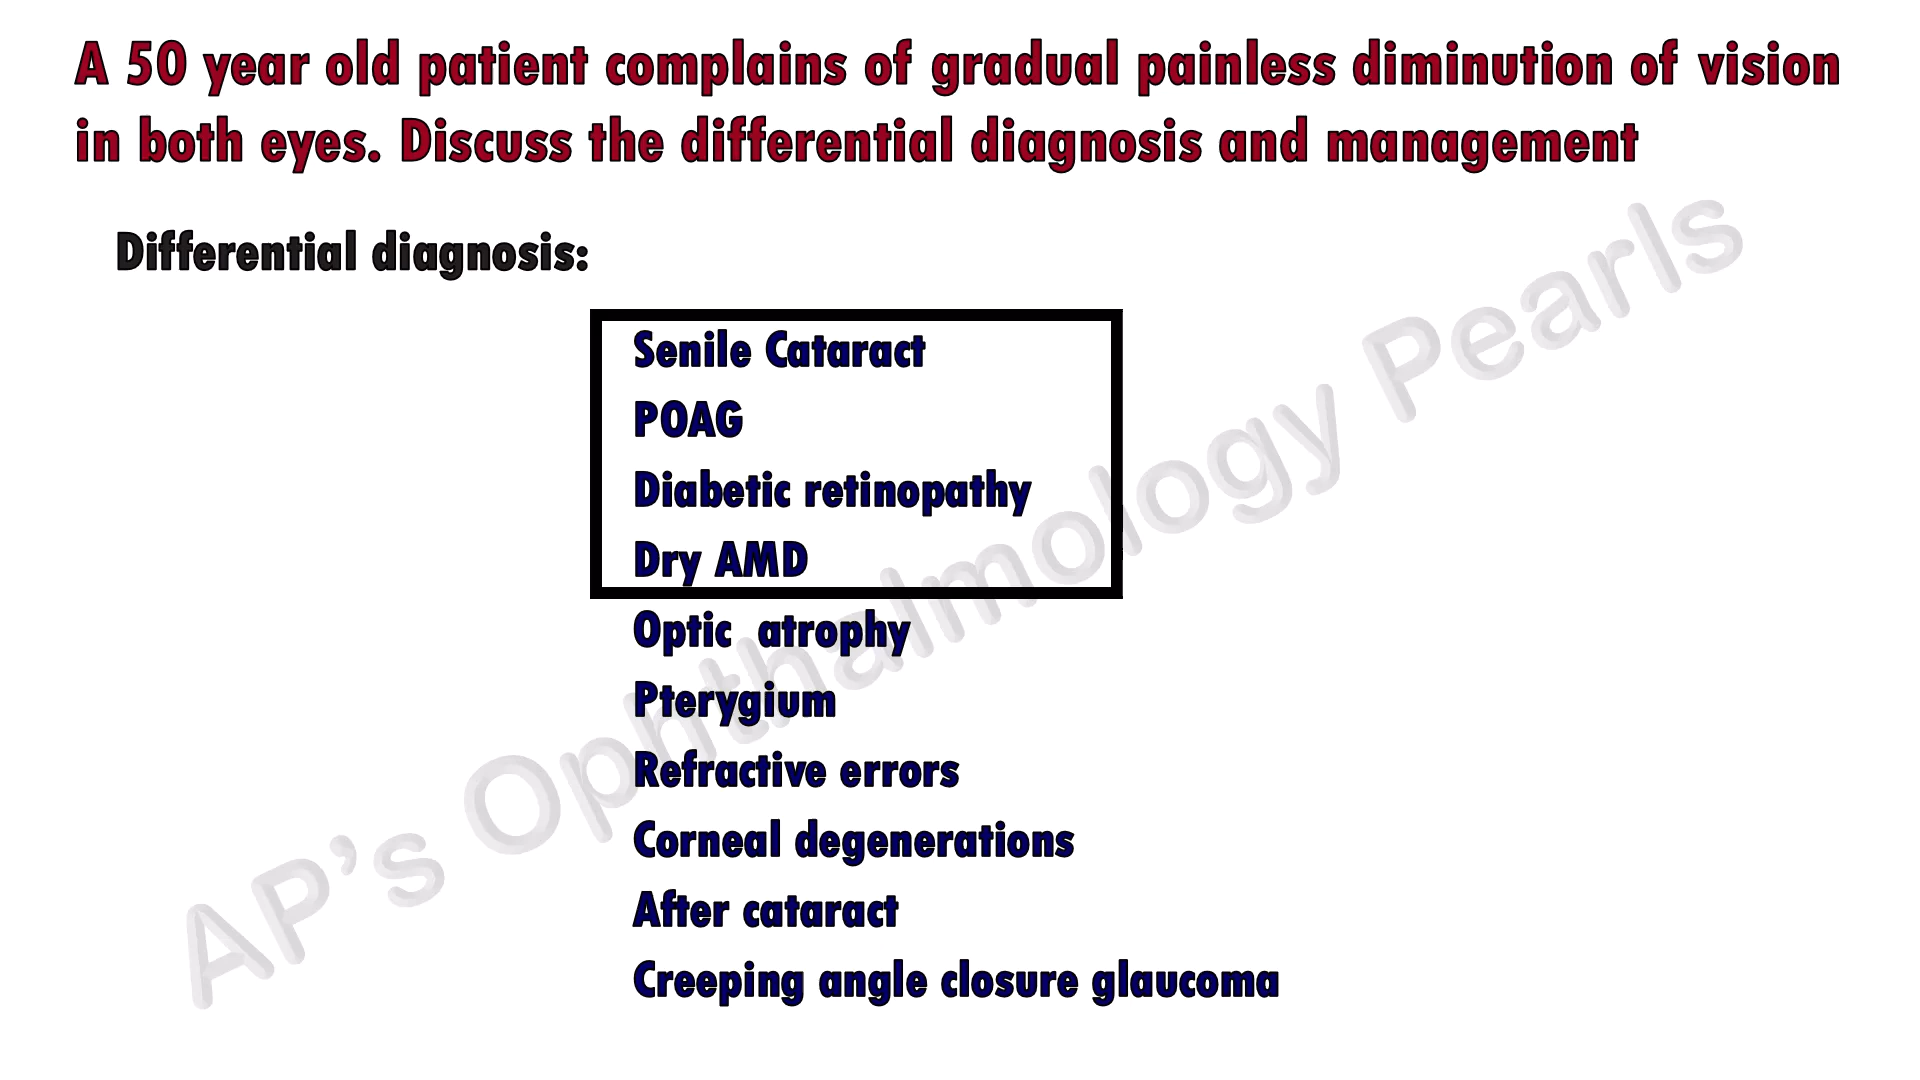 A 50 year old patient complains of gradual painless diminution of vision
in both eyes. Discuss the differential diagnosis and management
Differential diagnosis:
Senile Cataract
POAG
Diabetic retinopathy
Dry AMD
Optic atrophy
Pterygium
Refractive errors
Corneal degenerations
After cataract
Creeping angle closure glaucoma
AP's Ophthalmology Pearls